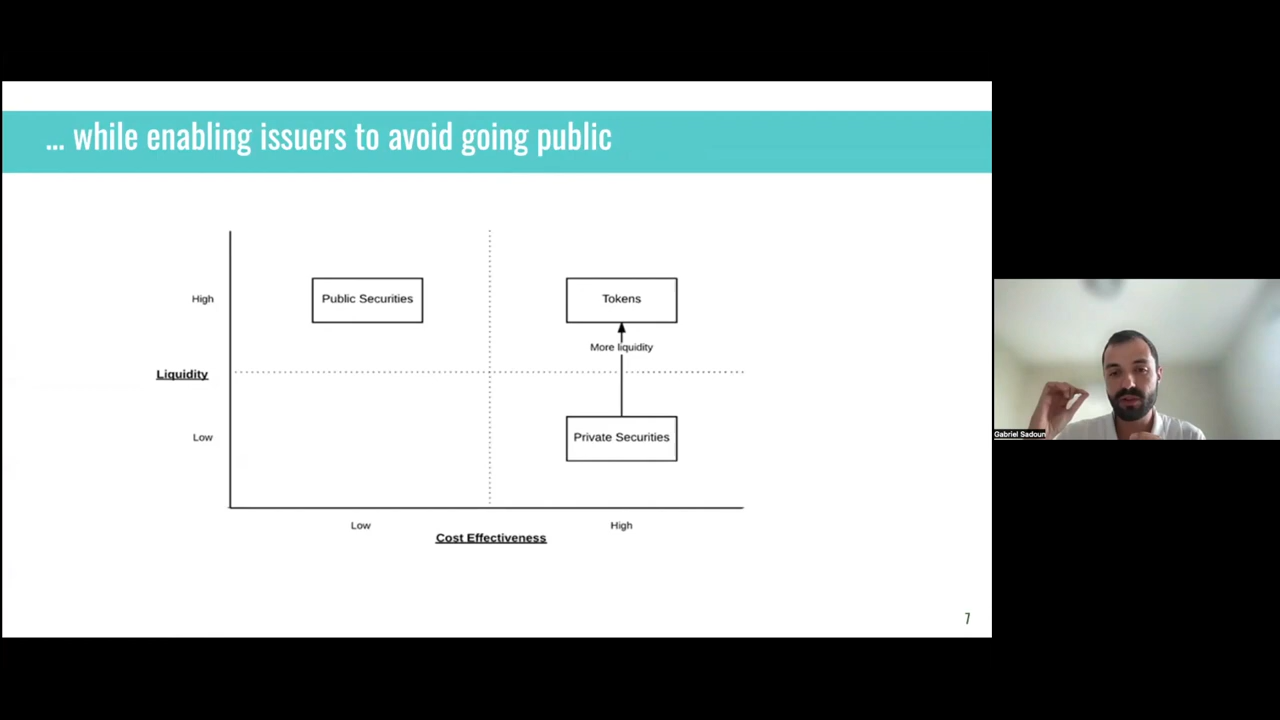 ... while enabling issuers to avoid going public
High
Public Securities
Tokens
More liquidity
Liquidity
Low
Private Securities
Low
High
Cost Effectiveness
7
Gabriel Sadoun